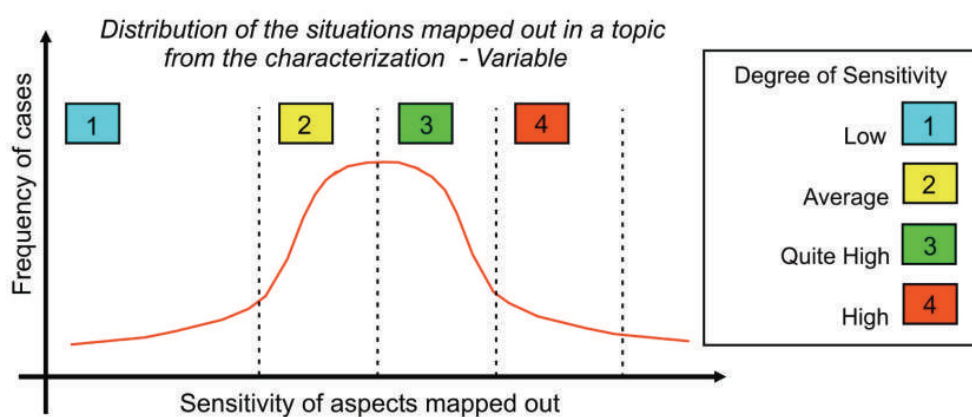 Distribution of the situations mapped out in a topic
from the characterization - Variable
Frequency of cases
1
2
3
4
Sensitivity of aspects mapped out
Degree of Sensitivity
Low 1
Average 2
Quite High 3
High 4